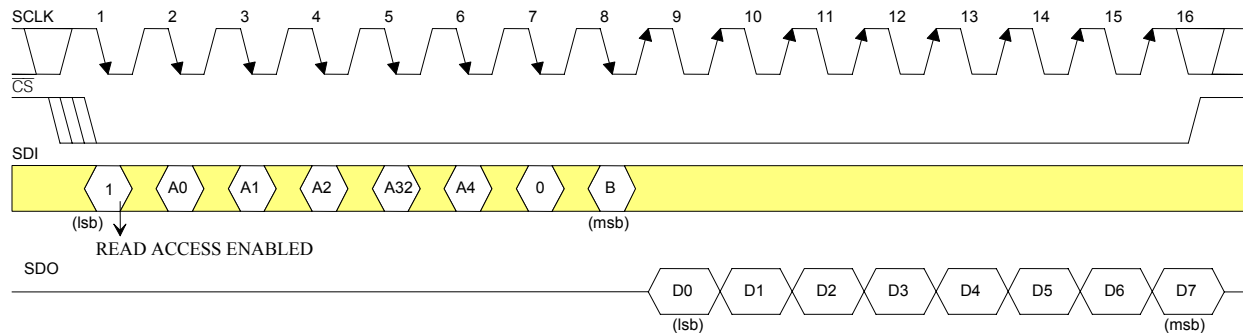 SCLK 1 2 3 4 5 6 7 8 9 10 11 12 13 14 15 16
CS
SDI
1 A0 A1 A2 A32 A4 0 B
(lsb) (msb)
READ ACCESS ENABLED
SDO
D0 D1 D2 D3 D4 D5 D6 D7
(lsb) (msb)